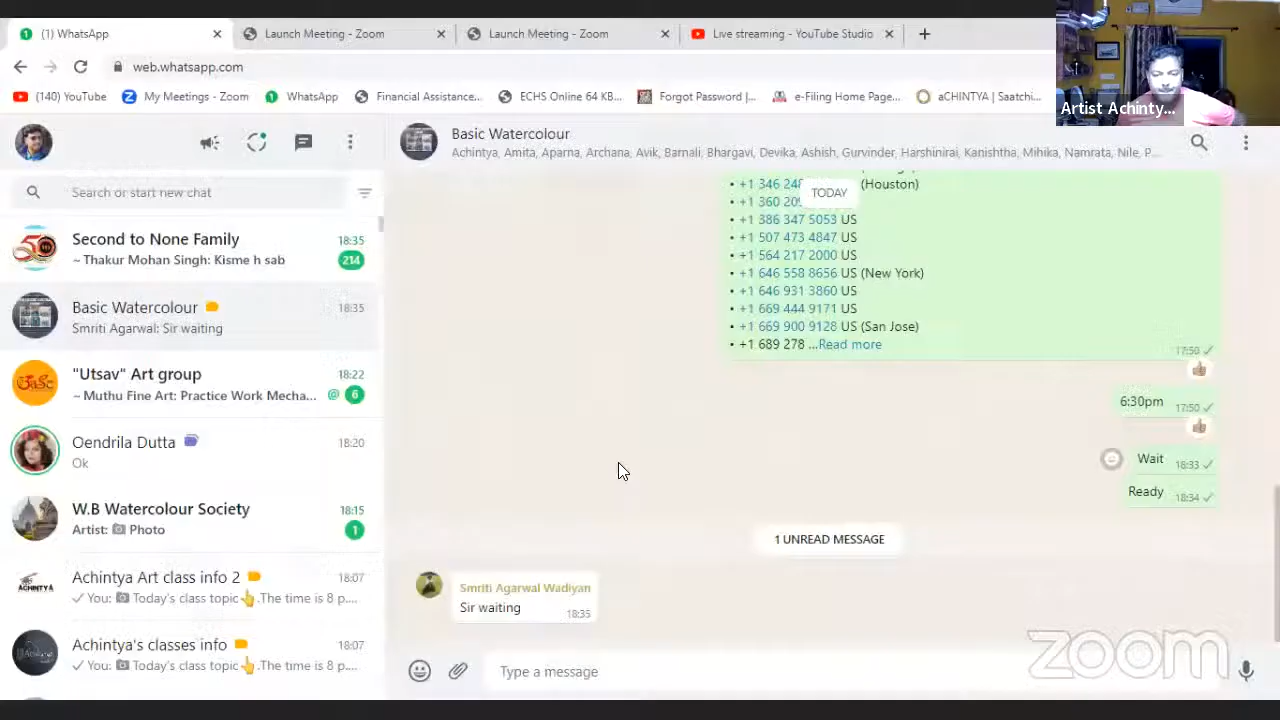 (1) WhatsApp
Launch Meeting - Zoom
Launch Meeting - Zoom
Live streaming - YouTube Studio
web.whatsapp.com
(140) YouTube
My Meetings - Zoom
WhatsApp
Financial Assistance...
ECHS Online 64 KB...
Forgot Password |...
e-Filing Home Page...
aCHINTYA | Saatchi...
Artist Achinty...
Search or start new chat
Second to None Family 18:35
~ Thakur Mohan Singh: Kisme h sab 214
Basic Watercolour 18:35
Smriti Agarwal: Sir waiting
"Utsav" Art group 18:22
~ Muthu Fine Art: Practice Work Mecha... @ 6
Oendrila Dutta 18:20
Ok
W.B Watercolour Society 18:15
Artist: Photo 1
Achintya Art class info 2 18:07
You: Today's class topic👆.The time is 8 p....
Achintya's classes info 18:07
You: Today's class topic👆.The time is 8 p....
Basic Watercolour
Achintya, Amita, Aparna, Archana, Avik, Barnali, Bhargavi, Devika, Ashish, Gurvinder, Harshinirai, Kanishtha, Mihika, Namrata, Nile, P...
TODAY
• +1 346 248 (Houston)
• +1 360
• +1 386 347 5053 US
• +1 507 473 4847 US
• +1 564 217 2000 US
• +1 646 558 8656 US (New York)
• +1 646 931 3860 US
• +1 669 444 9171 US
• +1 669 900 9128 US (San Jose)
• +1 689 278 ...Read more
17:50
6:30pm 17:50
Wait 18:33
Ready 18:34
1 UNREAD MESSAGE
Smriti Agarwal Wadiyan
Sir waiting 18:35
Type a message
zoom